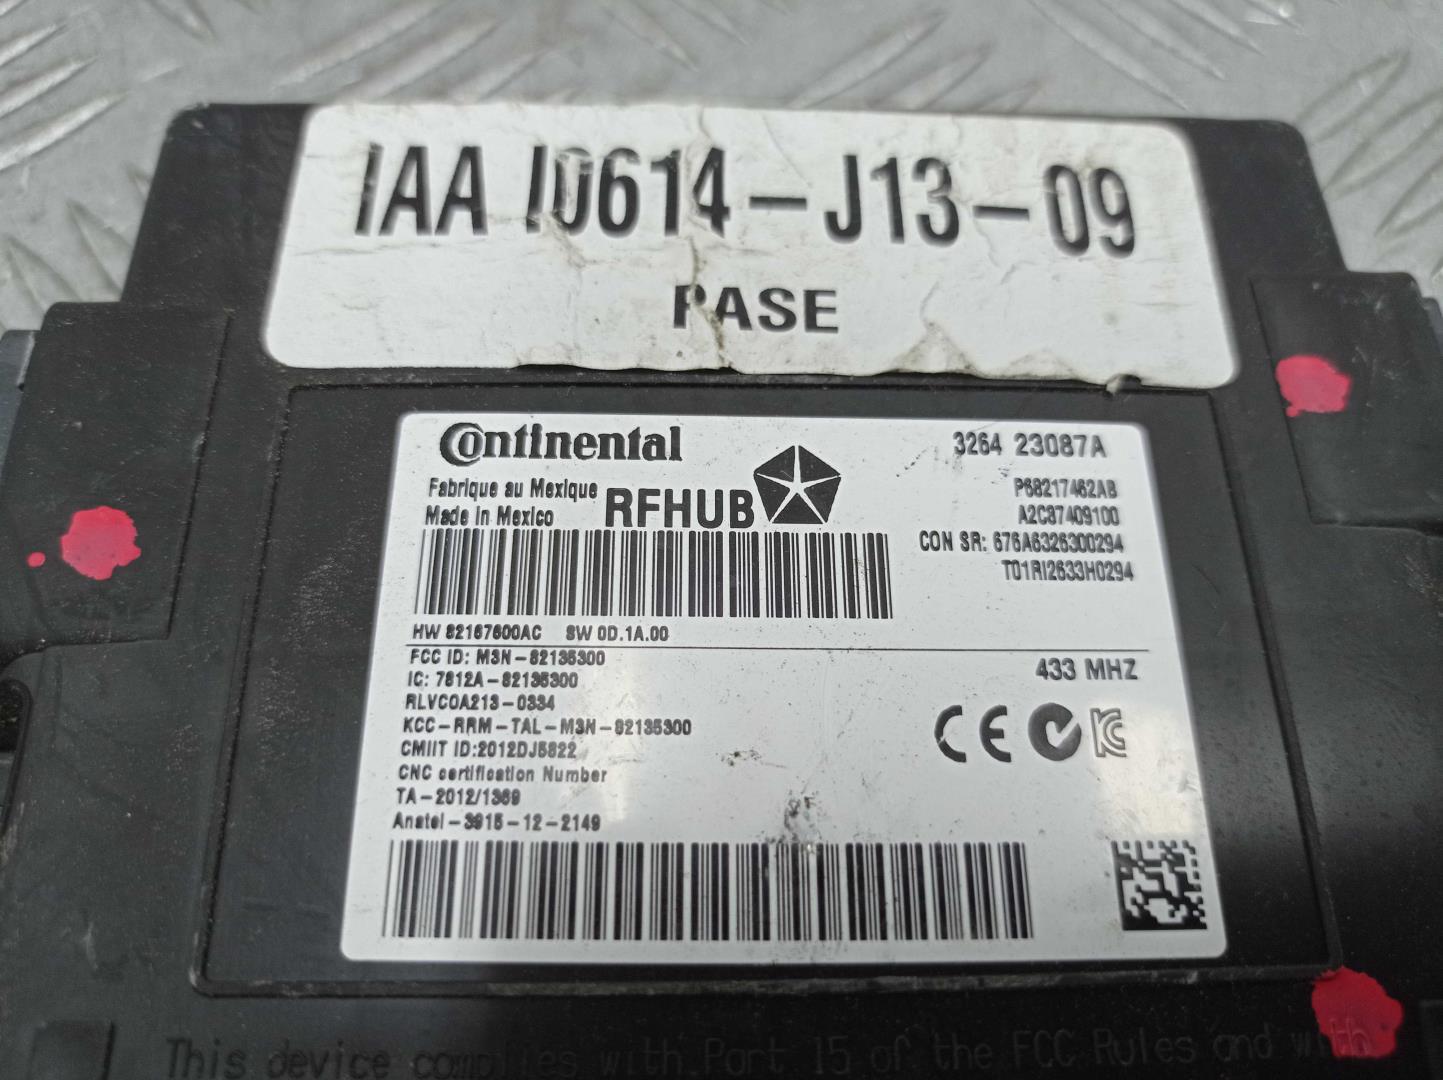 IAA I0614-J13-09
PASE
Continental
3264 23087A
Fabrique au Mexique
Made in Mexico
RFHUB
P68217462AB
A2C37409100
CON SR: 676A6326300294
T01RI2633H0294
HW 82167600AC SW 0D.1A.00
FCC ID: M3N-82135300
IC: 7812A-82135300
RLVCOA213-0334
KCC-RRM-TAL-M3N-82135300
CMIIT ID:2012DJ5822
CNC certification Number
TA-2012/1369
Anatel-3915-12-2149
433 MHZ
CE
This device complies with Part 15 of the FCC Rules and with